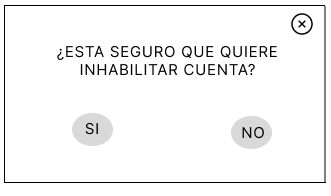 ¿ESTA SEGURO QUE QUIERE
INHABILITAR CUENTA?
SI
NO